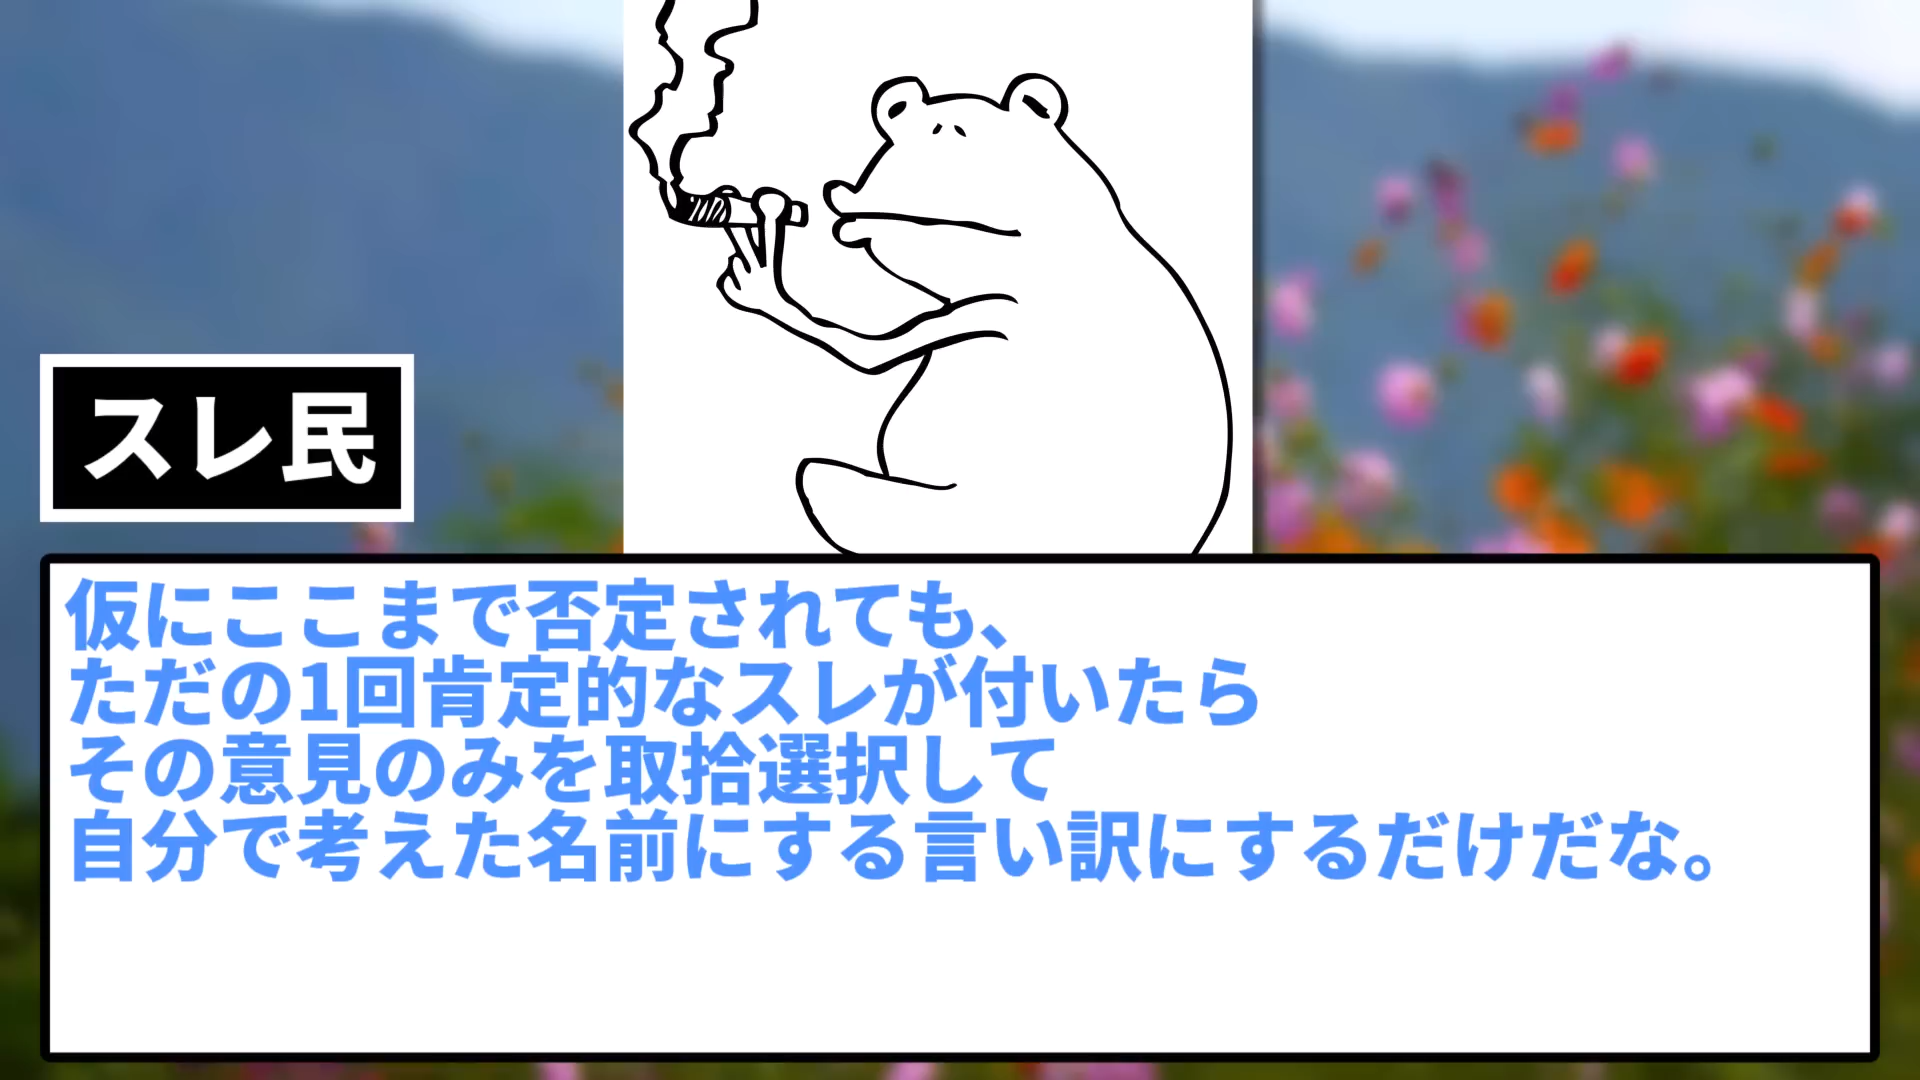 スレ民
仮にここまで否定されても、
ただの1回肯定的なスレが付いたら
その意見のみを取拾選択して
自分で考えた名前にする言い訳にするだけだな。